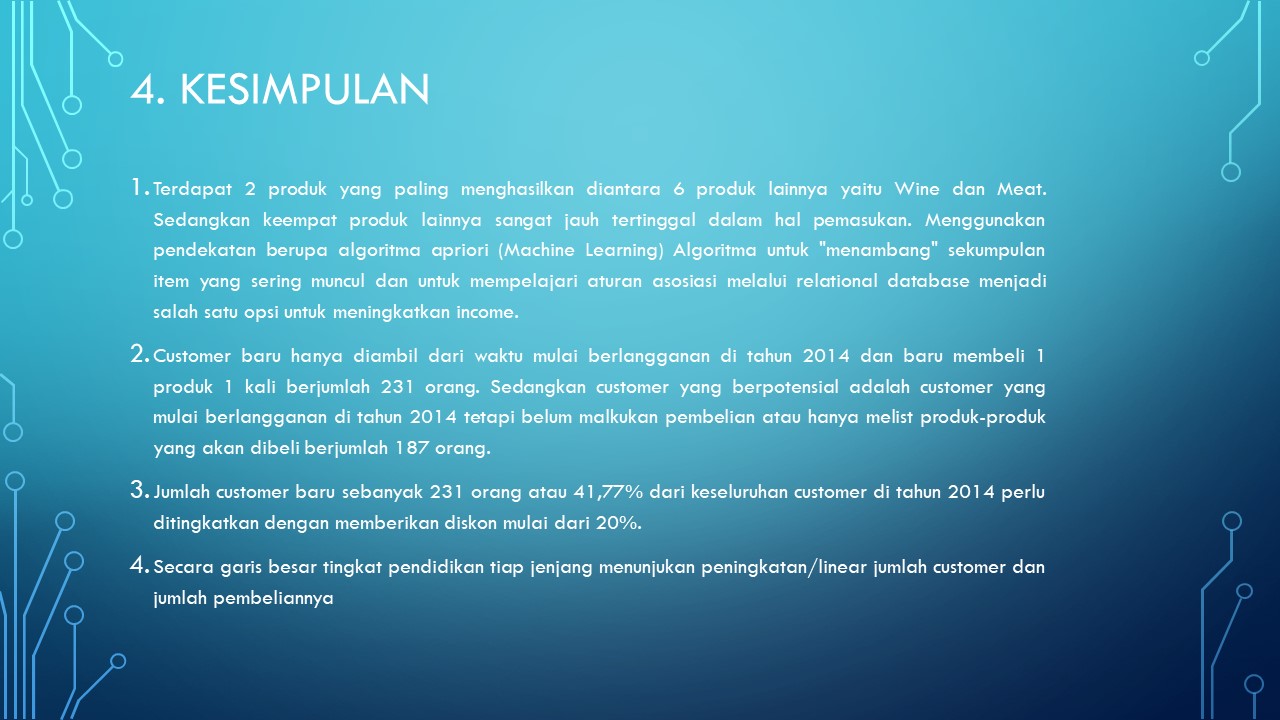 4. KESIMPULAN
1. Terdapat 2 produk yang paling menghasilkan diantara 6 produk lainnya yaitu Wine dan Meat.
Sedangkan keempat produk lainnya sangat jauh tertinggal dalam hal pemasukan. Menggunakan
pendekatan berupa algoritma apriori (Machine Learning) Algoritma untuk "menambang" sekumpulan
item yang sering muncul dan untuk mempelajari aturan asosiasi melalui relational database menjadi
salah satu opsi untuk meningkatkan income.
2. Customer baru hanya diambil dari waktu mulai berlangganan di tahun 2014 dan baru membeli 1
produk 1 kali berjumlah 231 orang. Sedangkan customer yang berpotensial adalah customer yang
mulai berlangganan di tahun 2014 tetapi belum malkukan pembelian atau hanya melist produk-produk
yang akan dibeli berjumlah 187 orang.
3. Jumlah customer baru sebanyak 231 orang atau 41,77% dari keseluruhan customer di tahun 2014 perlu
ditingkatkan dengan memberikan diskon mulai dari 20%.
4. Secara garis besar tingkat pendidikan tiap jenjang menunjukan peningkatan/linear jumlah customer dan
jumlah pembeliannya